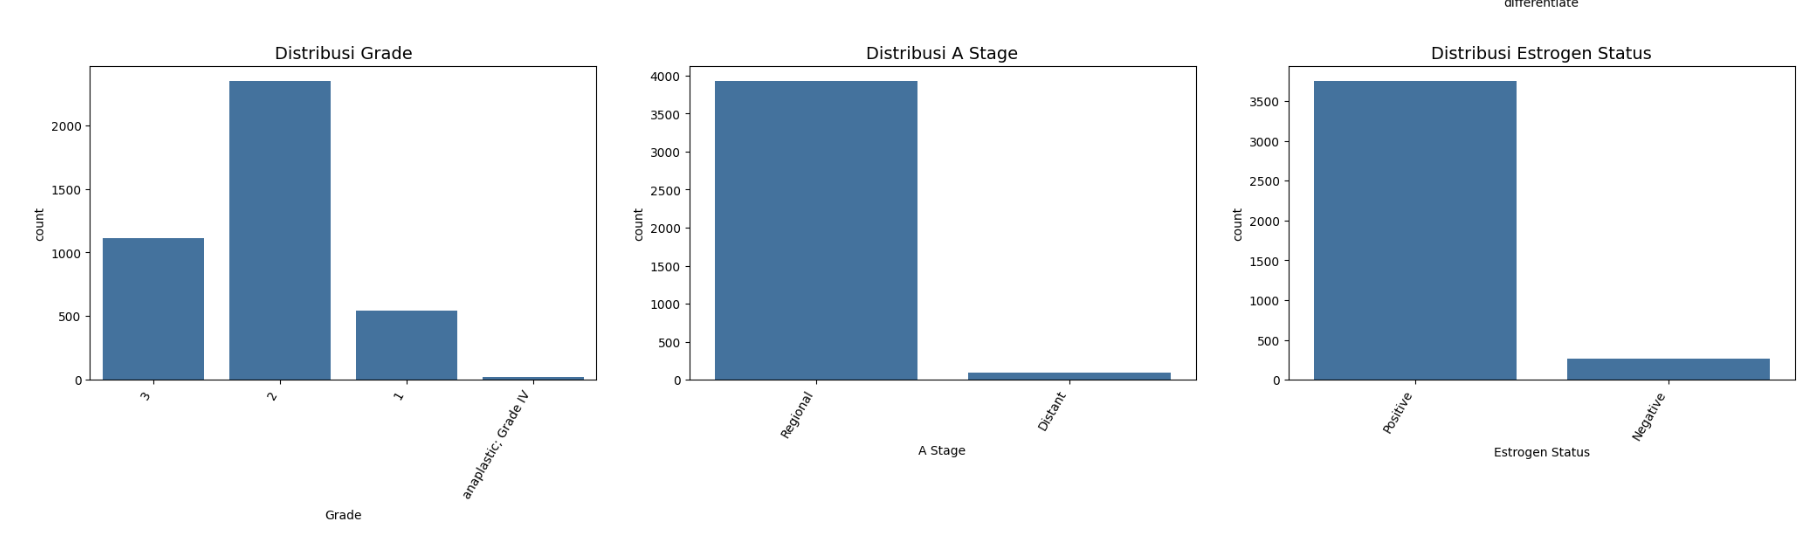 differentiate
Distribusi Grade
2000
1500
1000
500
0
count
3
2
1
anaplastic; Grade IV
Grade
Distribusi A Stage
4000
3500
3000
2500
2000
1500
1000
500
0
count
Regional
Distant
A Stage
Distribusi Estrogen Status
3500
3000
2500
2000
1500
1000
500
0
count
Positive
Negative
Estrogen Status